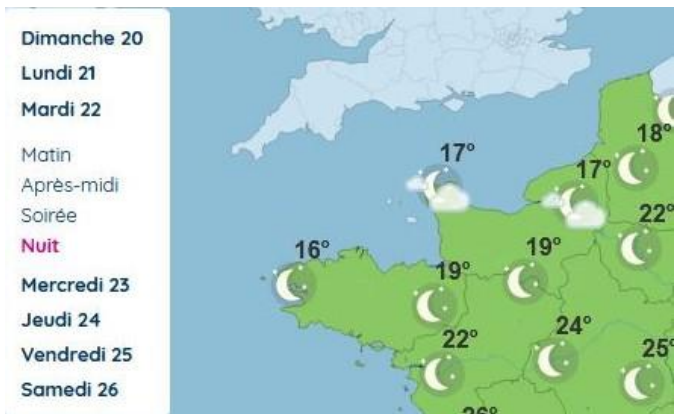 Dimanche 20
Lundi 21
Mardi 22
Matin
Après-midi
Soirée
Nuit
Mercredi 23
Jeudi 24
Vendredi 25
Samedi 26
18°
17°
17°
22°
16°
19°
19°
24°
22°
25°
26°